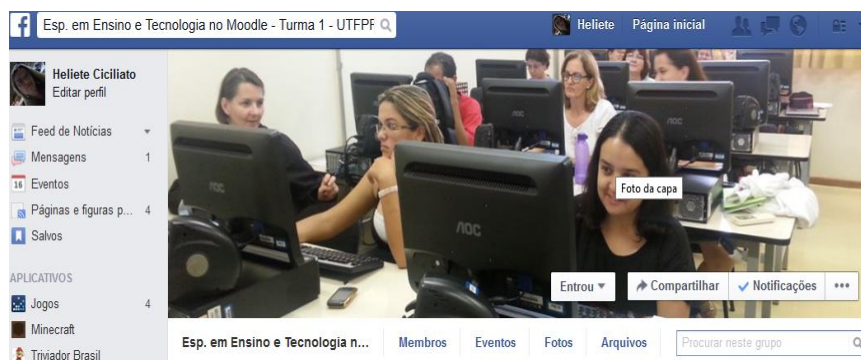 Esp. em Ensino e Tecnologia no Moodle - Turma 1 - UTFPF
Heliete Página inicial
Heliete Ciciliato
Editar perfil
Feed de Notícias
Mensagens 1
16 Eventos
Páginas e figuras p... 4
Salvos
APLICATIVOS
Jogos 4
Minecraft
Triviador Brasil
AOC
AOC
AOC
AOC
Foto da capa
Entrou Compartilhar Notificações
Esp. em Ensino e Tecnologia n... Membros Eventos Fotos Arquivos Procurar neste grupo